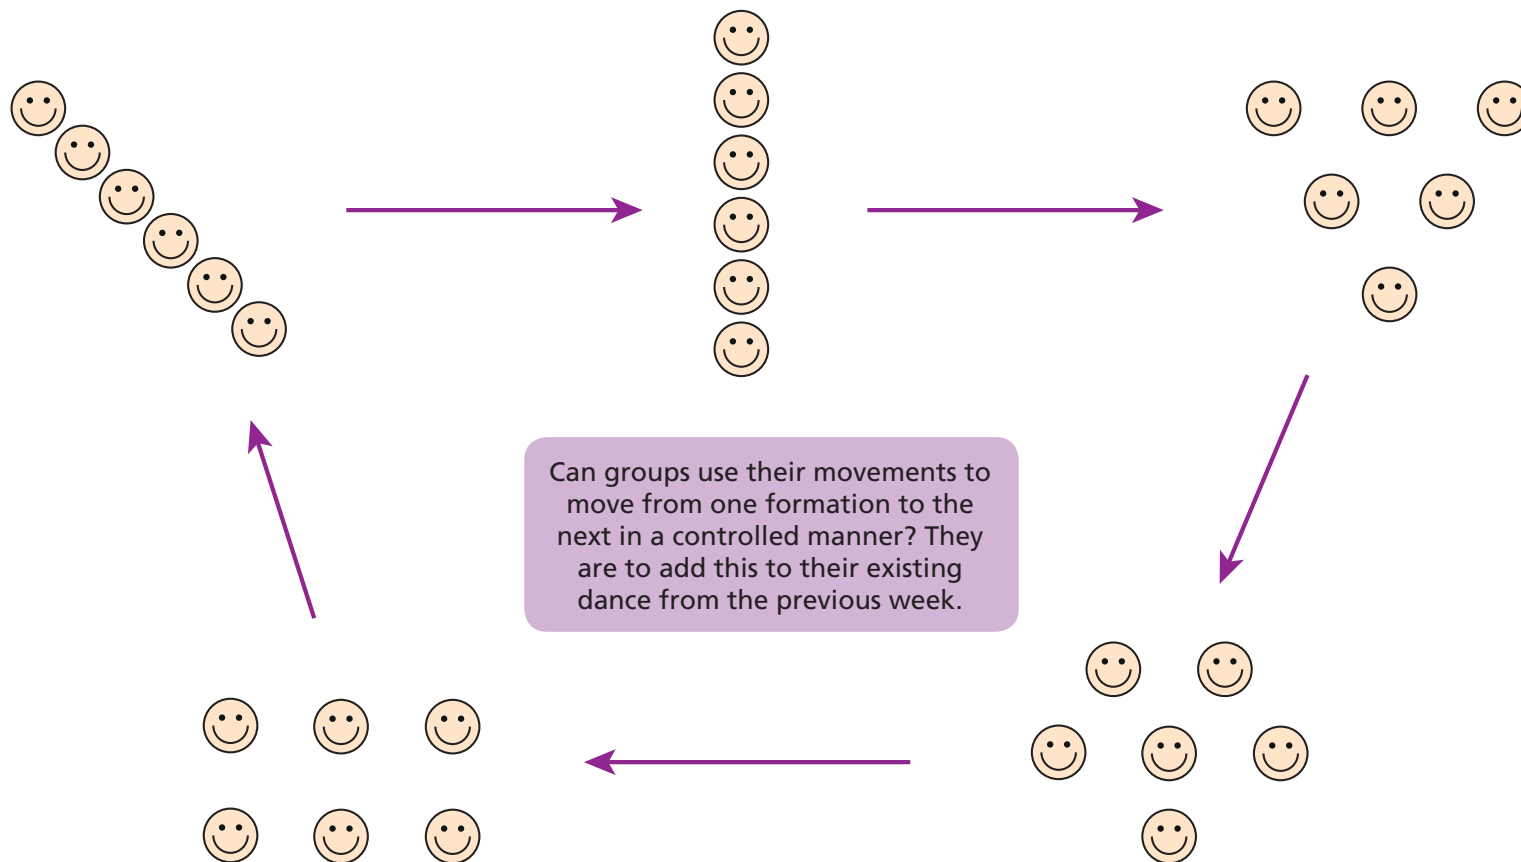 Can groups use their movements to
move from one formation to the
next in a controlled manner? They
are to add this to their existing
dance from the previous week.